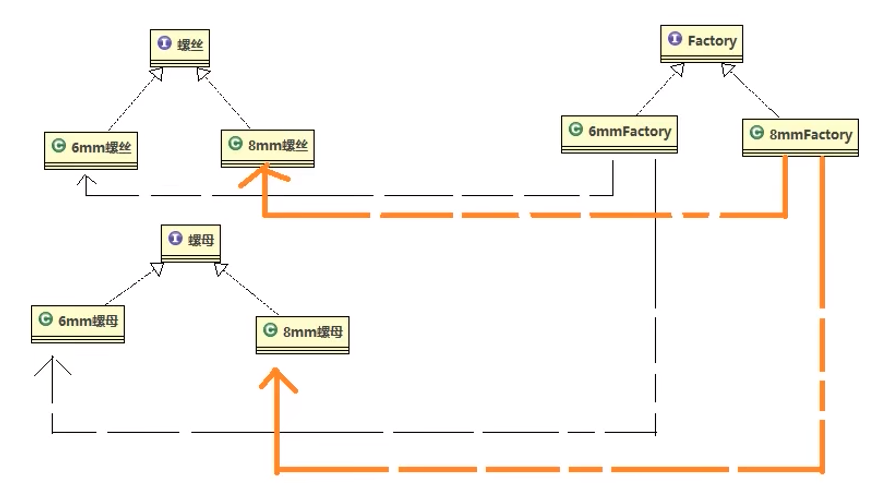 I 螺丝
I Factory
C 6mm螺丝
C 8mm螺丝
C 6mmFactory
C 8mmFactory
I 螺母
C 6mm螺母
C 8mm螺母